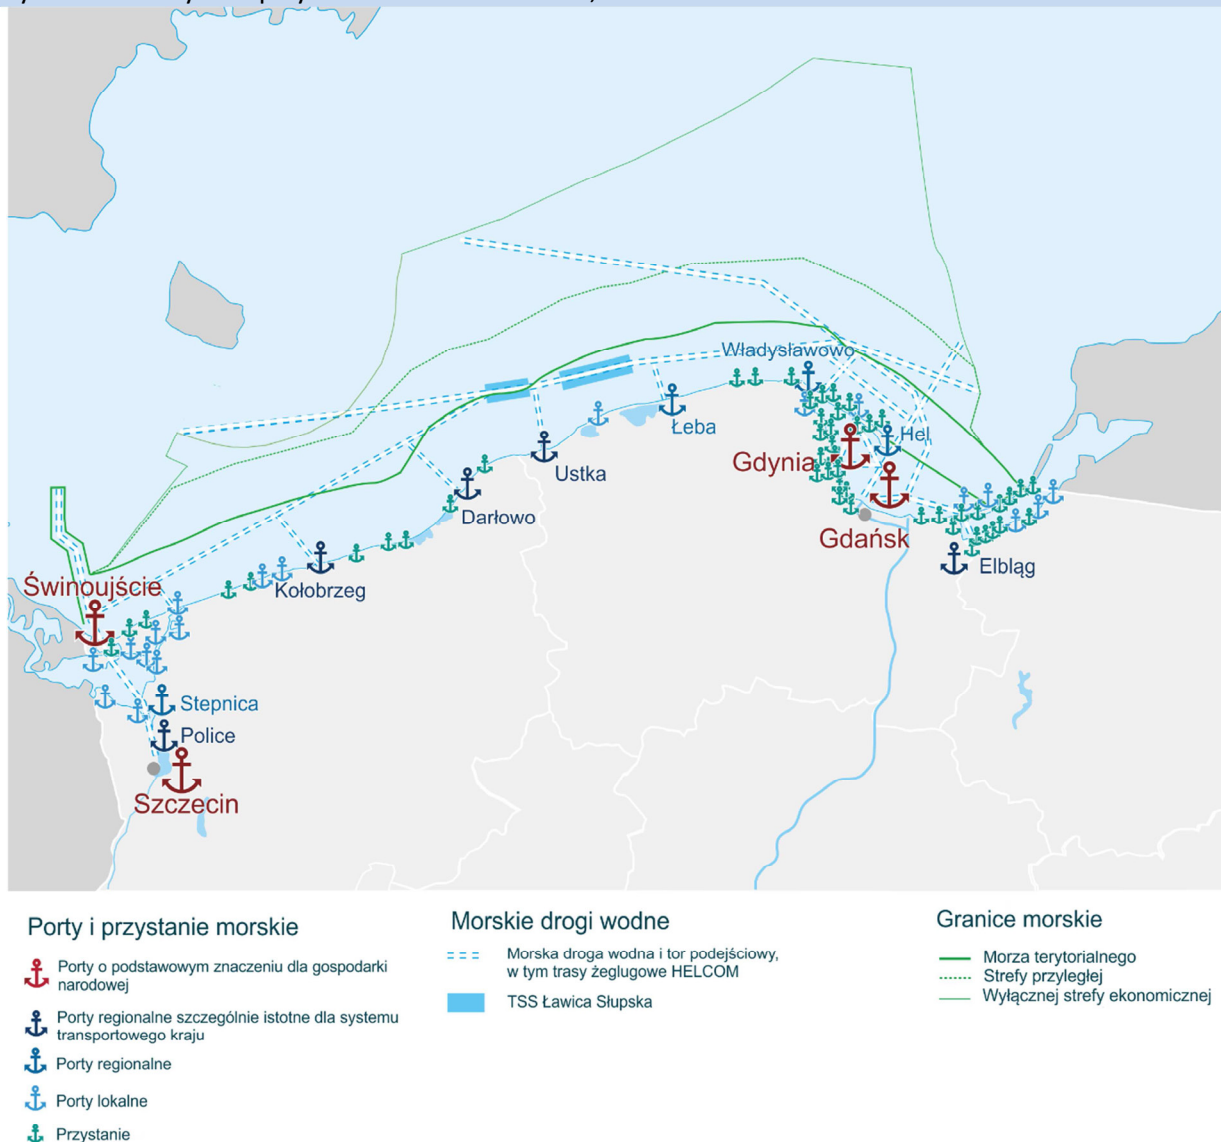 Władysławowo
Łeba
Hel
Ustka
Gdynia
Darłowo
Gdańsk
Elbląg
Świnoujście
Kołobrzeg
Stepnica
Police
Szczecin
Porty i przystanie morskie
Porty o podstawowym znaczeniu dla gospodarki
narodowej
Porty regionalne szczególnie istotne dla systemu
transportowego kraju
Porty regionalne
Porty lokalne
Przystanie
Morskie drogi wodne
Morska droga wodna i tor podejściowy,
w tym trasy żeglugowe HELCOM
TSS Ławica Słupska
Granice morskie
Morza terytorialnego
Strefy przyległej
Wyłącznej strefy ekonomicznej